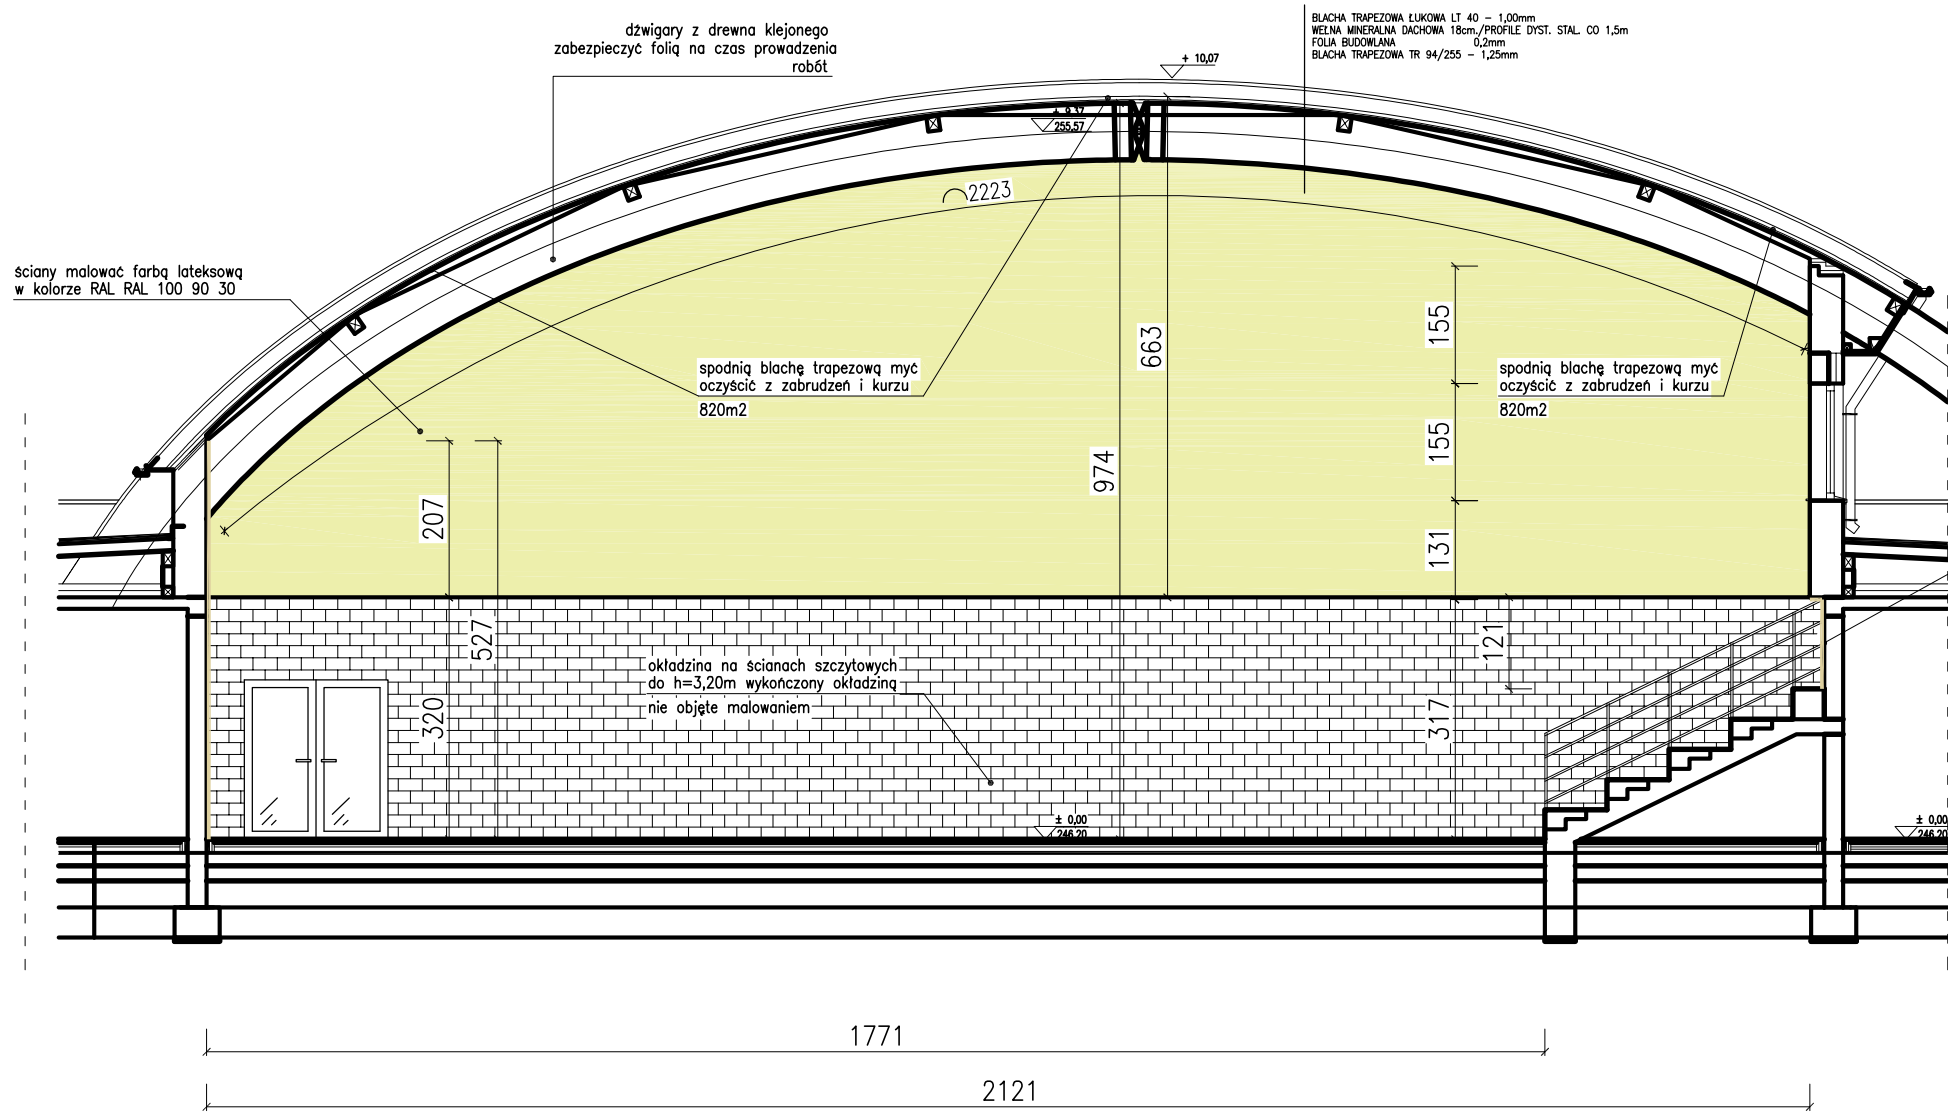 dźwigary z drewna klejonego
zabezpieczyć folią na czas prowadzenia
robót
BLACHA TRAPEZOWA ŁUKOWA LT 40 - 1,00mm
WEŁNA MINERALNA DACHOWA 18cm./PROFILE DYST. STAL. CO 1,5m
FOLIA BUDOWLANA 0,2mm
BLACHA TRAPEZOWA TR 94/255 - 1,25mm
+ 10,07
+ 9,37
255,57
2223
ściany malować farbą lateksową
w kolorze RAL RAL 100 90 30
spodnią blachę trapezową myć
oczyścić z zabrudzeń i kurzu
820m2
663
155
spodnią blachę trapezową myć
oczyścić z zabrudzeń i kurzu
820m2
974
155
207
131
527
121
okładzina na ścianach szczytowych
do h=3,20m wykończony okładziną
nie objęte malowaniem
320
317
± 0,00
246,20
± 0,00
246,20
1771
2121